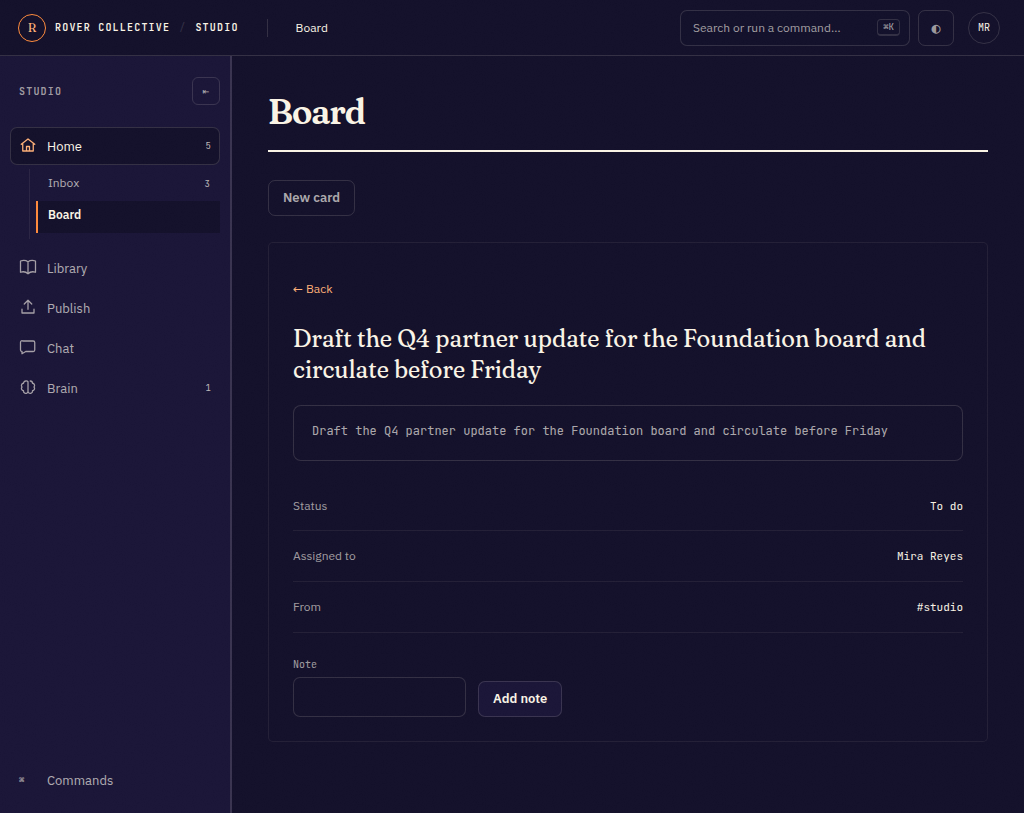 R ROVER COLLECTIVE / STUDIO Board Search or run a command... ⌘K ◐ MR
STUDIO ⇤
Home 5
Inbox 3
Board
Library
Publish
Chat
Brain 1
⌘ Commands
Board
New card
← Back
Draft the Q4 partner update for the Foundation board and
circulate before Friday
Draft the Q4 partner update for the Foundation board and circulate before Friday
Status To do
Assigned to Mira Reyes
From #studio
Note
Add note